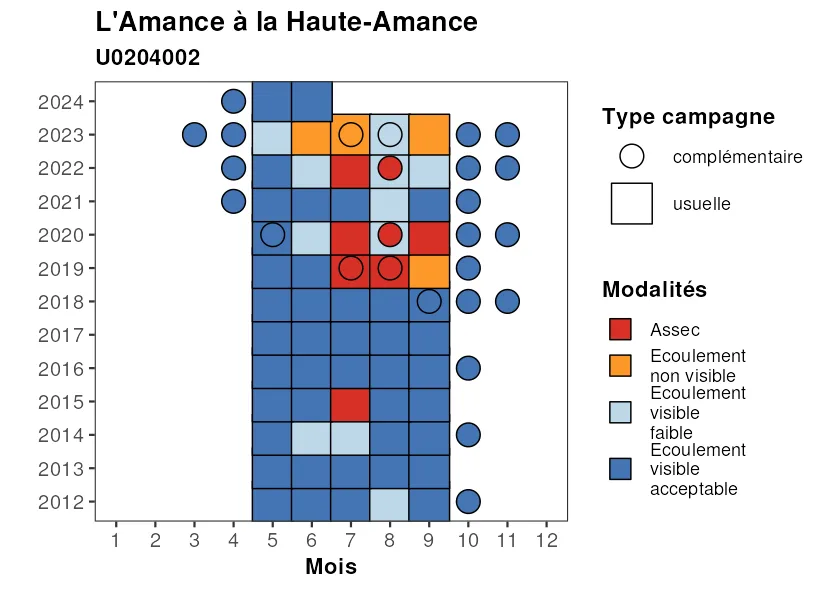 L'Amance à la Haute-Amance
U0204002
2024
2023
2022
2021
2020
2019
2018
2017
2016
2015
2014
2013
2012
1 2 3 4 5 6 7 8 9 10 11 12
Mois
Type campagne
complémentaire
usuelle
Modalités
Assec
Ecoulement
non visible
Ecoulement
visible
faible
Ecoulement
visible
acceptable